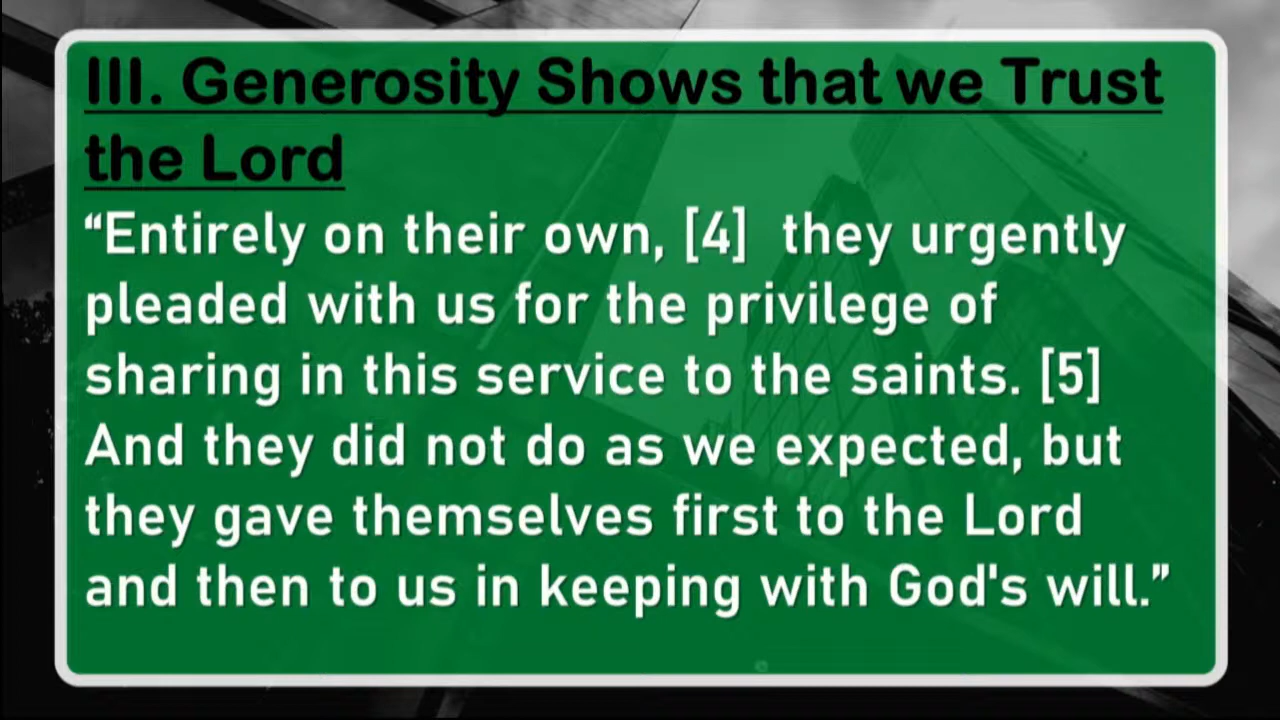 III. Generosity Shows that we Trust
the Lord
“Entirely on their own, [4]  they urgently
pleaded with us for the privilege of
sharing in this service to the saints. [5]
And they did not do as we expected, but
they gave themselves first to the Lord
and then to us in keeping with God's will.”